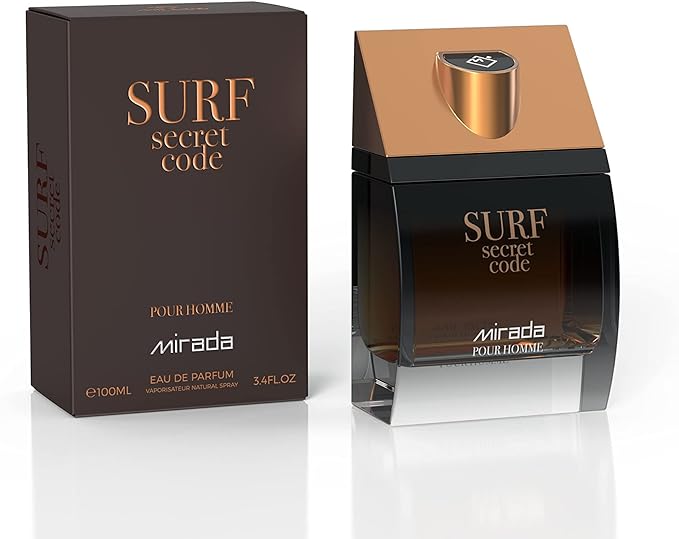 SURF
secret
code
POUR HOMME
mirada
℮100ML
EAU DE PARFUM
VAPORISATEUR NATURAL SPRAY
3.4FL.OZ
SURF
secret
code
SURF
secret
code
mirada
POUR HOMME